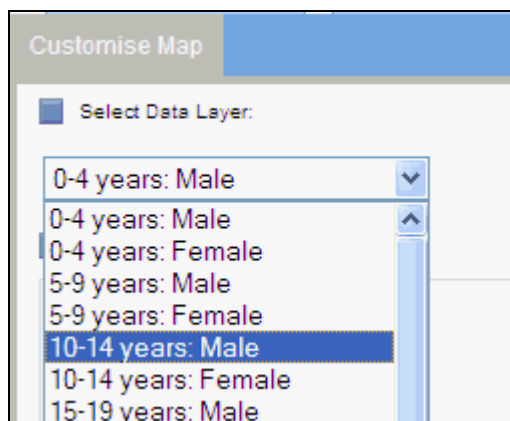 Customise Map
Select Data Layer:
0-4 years: Male
0-4 years: Male
0-4 years: Female
5-9 years: Male
5-9 years: Female
10-14 years: Male
10-14 years: Female
15-19 years: Male